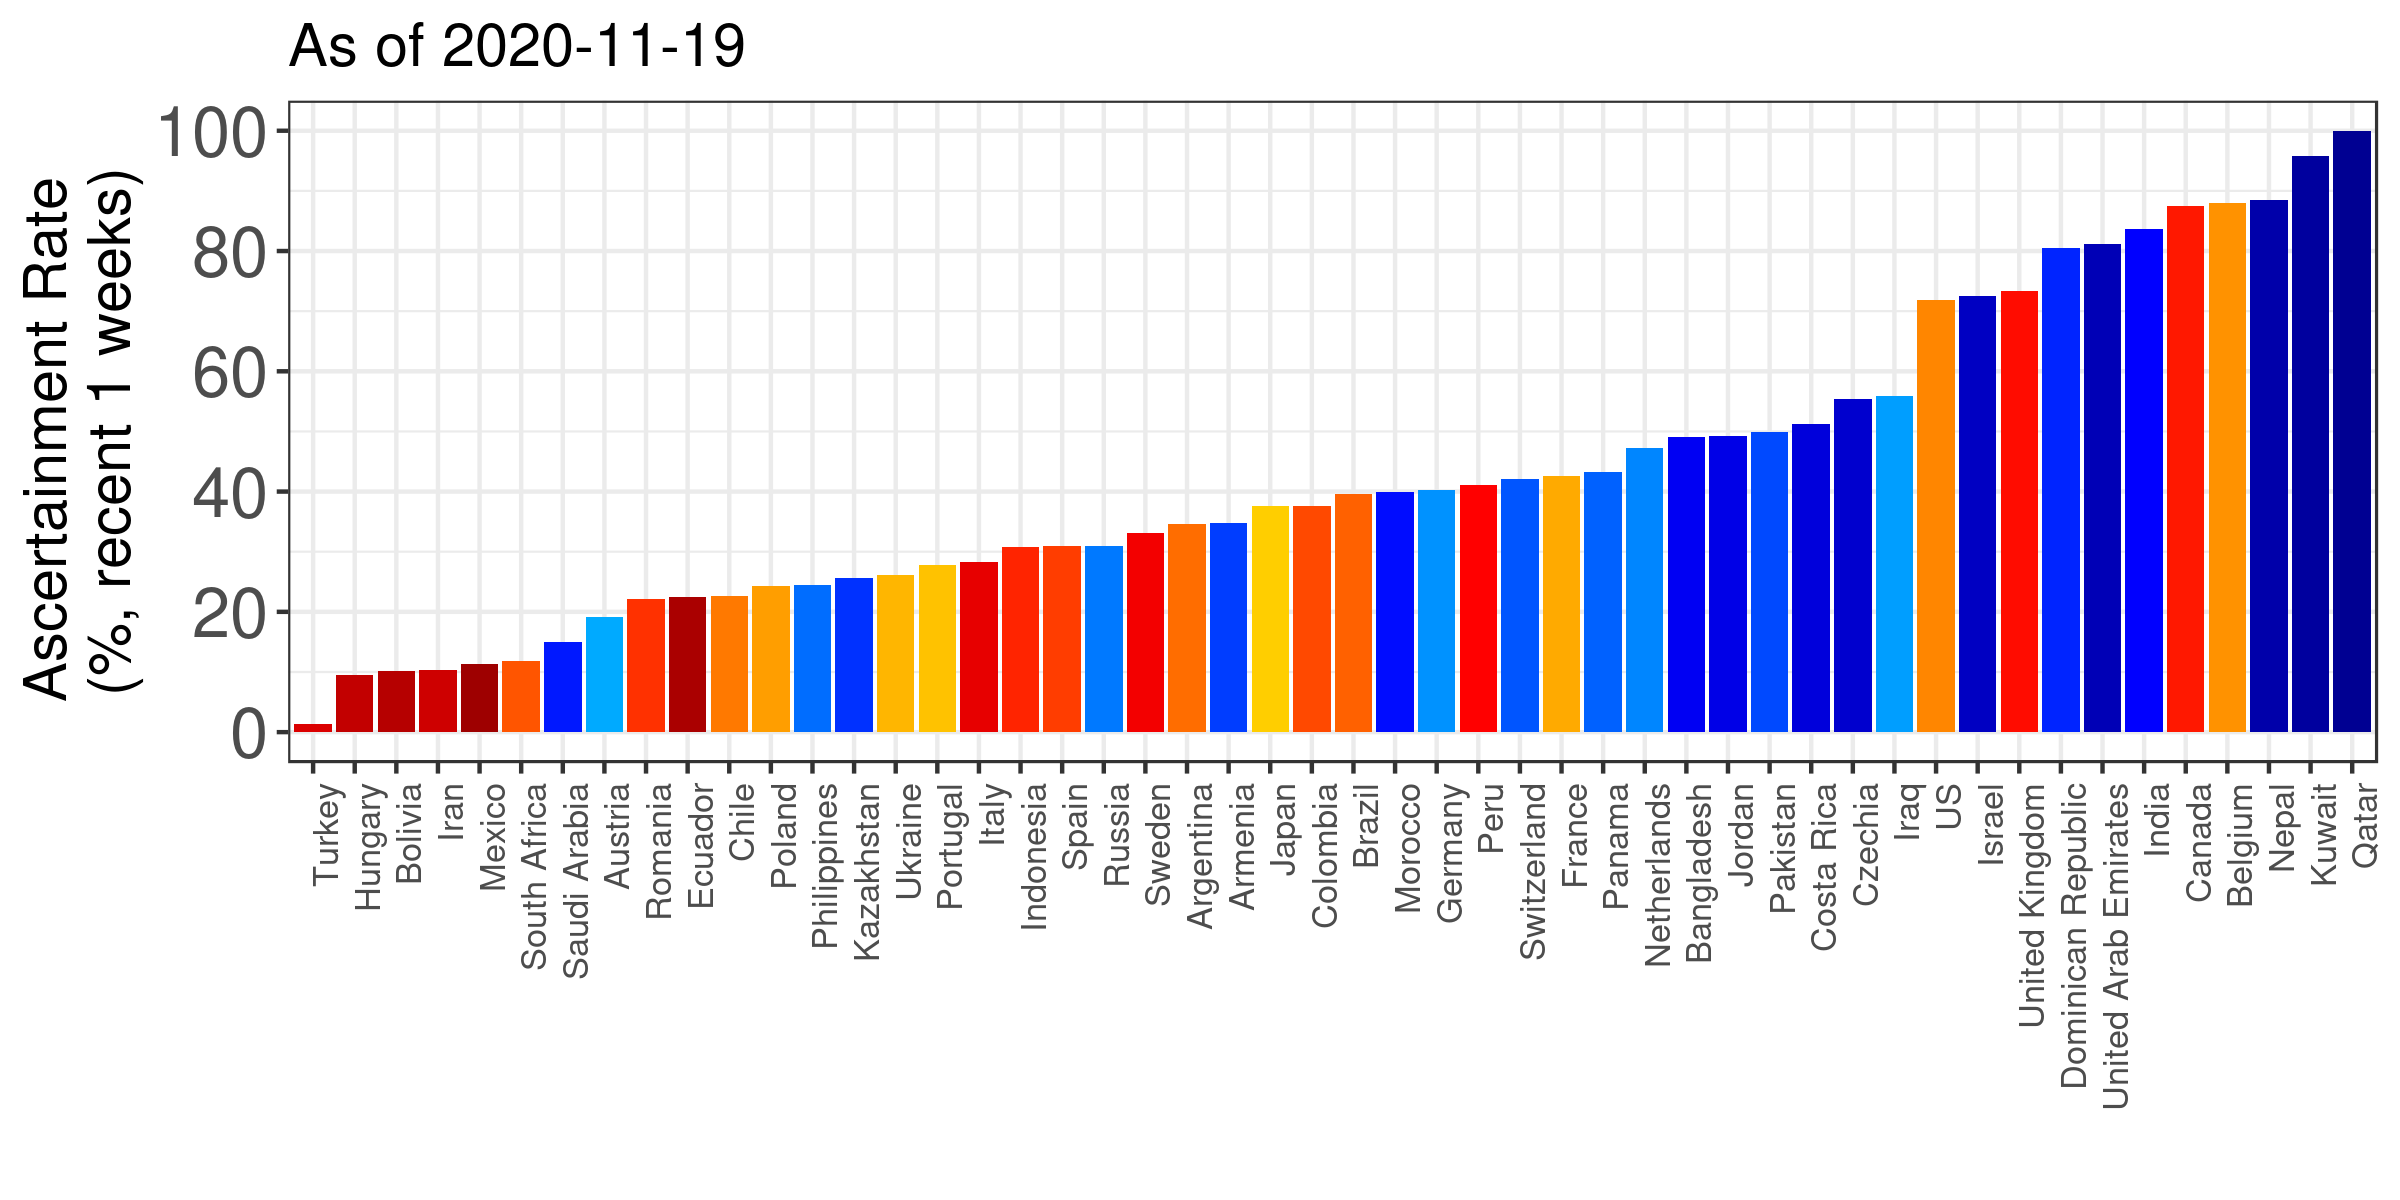 As of 2020-11-19
Ascertainment Rate
(%, recent 1 weeks)
100
80
60
40
20
0
Turkey
Hungary
Bolivia
Iran
Mexico
South Africa
Saudi Arabia
Austria
Romania
Ecuador
Chile
Poland
Philippines
Kazakhstan
Ukraine
Portugal
Italy
Indonesia
Spain
Russia
Sweden
Argentina
Armenia
Japan
Colombia
Brazil
Morocco
Germany
Peru
Switzerland
France
Panama
Netherlands
Bangladesh
Jordan
Pakistan
Costa Rica
Czechia
Iraq
US
Israel
United Kingdom
Dominican Republic
United Arab Emirates
India
Canada
Belgium
Nepal
Kuwait
Qatar